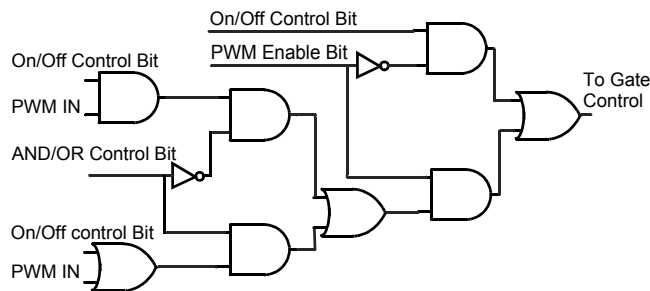 On/Off Control Bit
PWM Enable Bit
On/Off Control Bit
PWM IN
To Gate
Control
AND/OR Control Bit
On/Off control Bit
PWM IN